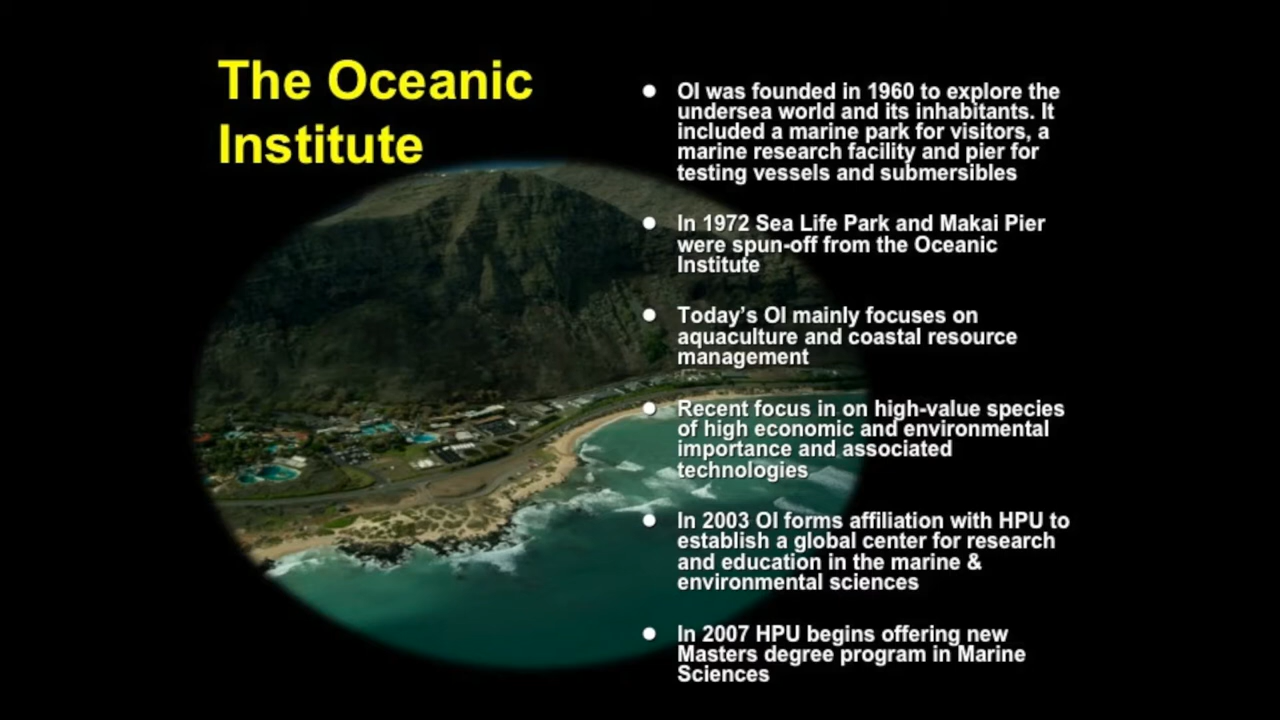 The Oceanic
Institute
• OI was founded in 1960 to explore the
undersea world and its inhabitants. It
included a marine park for visitors, a
marine research facility and pier for
testing vessels and submersibles
• In 1972 Sea Life Park and Makai Pier
were spun-off from the Oceanic
Institute
• Today’s OI mainly focuses on
aquaculture and coastal resource
management
• Recent focus in on high-value species
of high economic and environmental
importance and associated
technologies
• In 2003 OI forms affiliation with HPU to
establish a global center for research
and education in the marine &
environmental sciences
• In 2007 HPU begins offering new
Masters degree program in Marine
Sciences